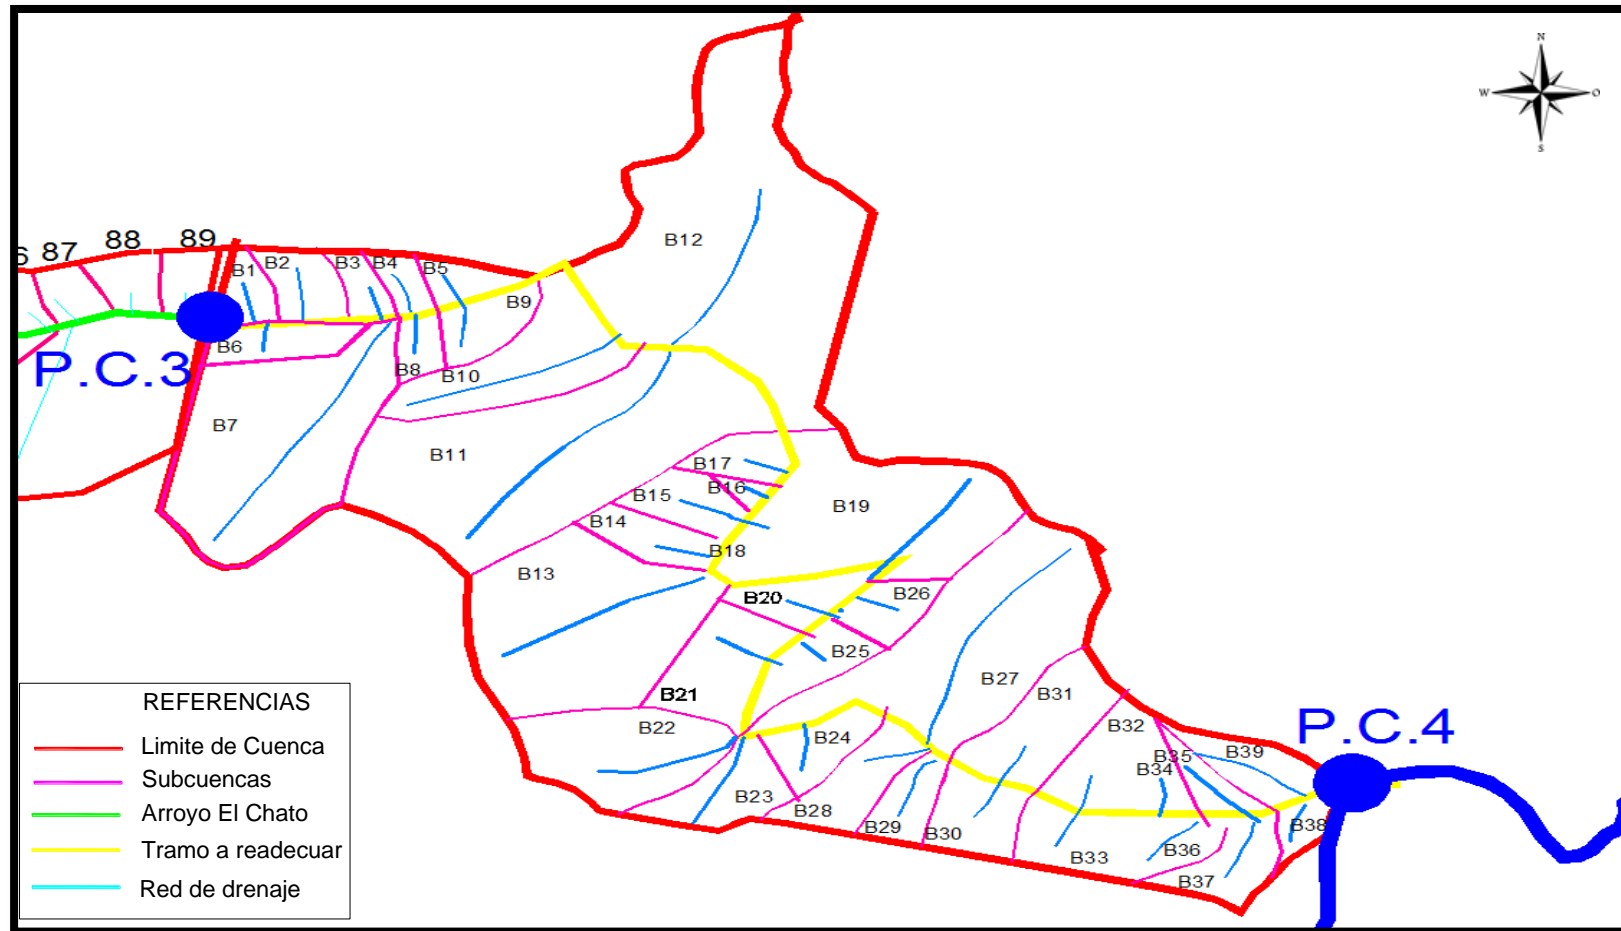 N
W
O
S
6
87
88
89
B1
B2
B3
B4
B5
B6
B7
B8
B9
B10
B11
B12
B13
B14
B15
B16
B17
B18
B19
B20
B21
B22
B23
B24
B25
B26
B27
B28
B29
B30
B31
B32
B33
B34
B35
B36
B37
B38
B39
P.C.3
P.C.4
REFERENCIAS
Limite de Cuenca
Subcuencas
Arroyo El Chato
Tramo a readecuar
Red de drenaje